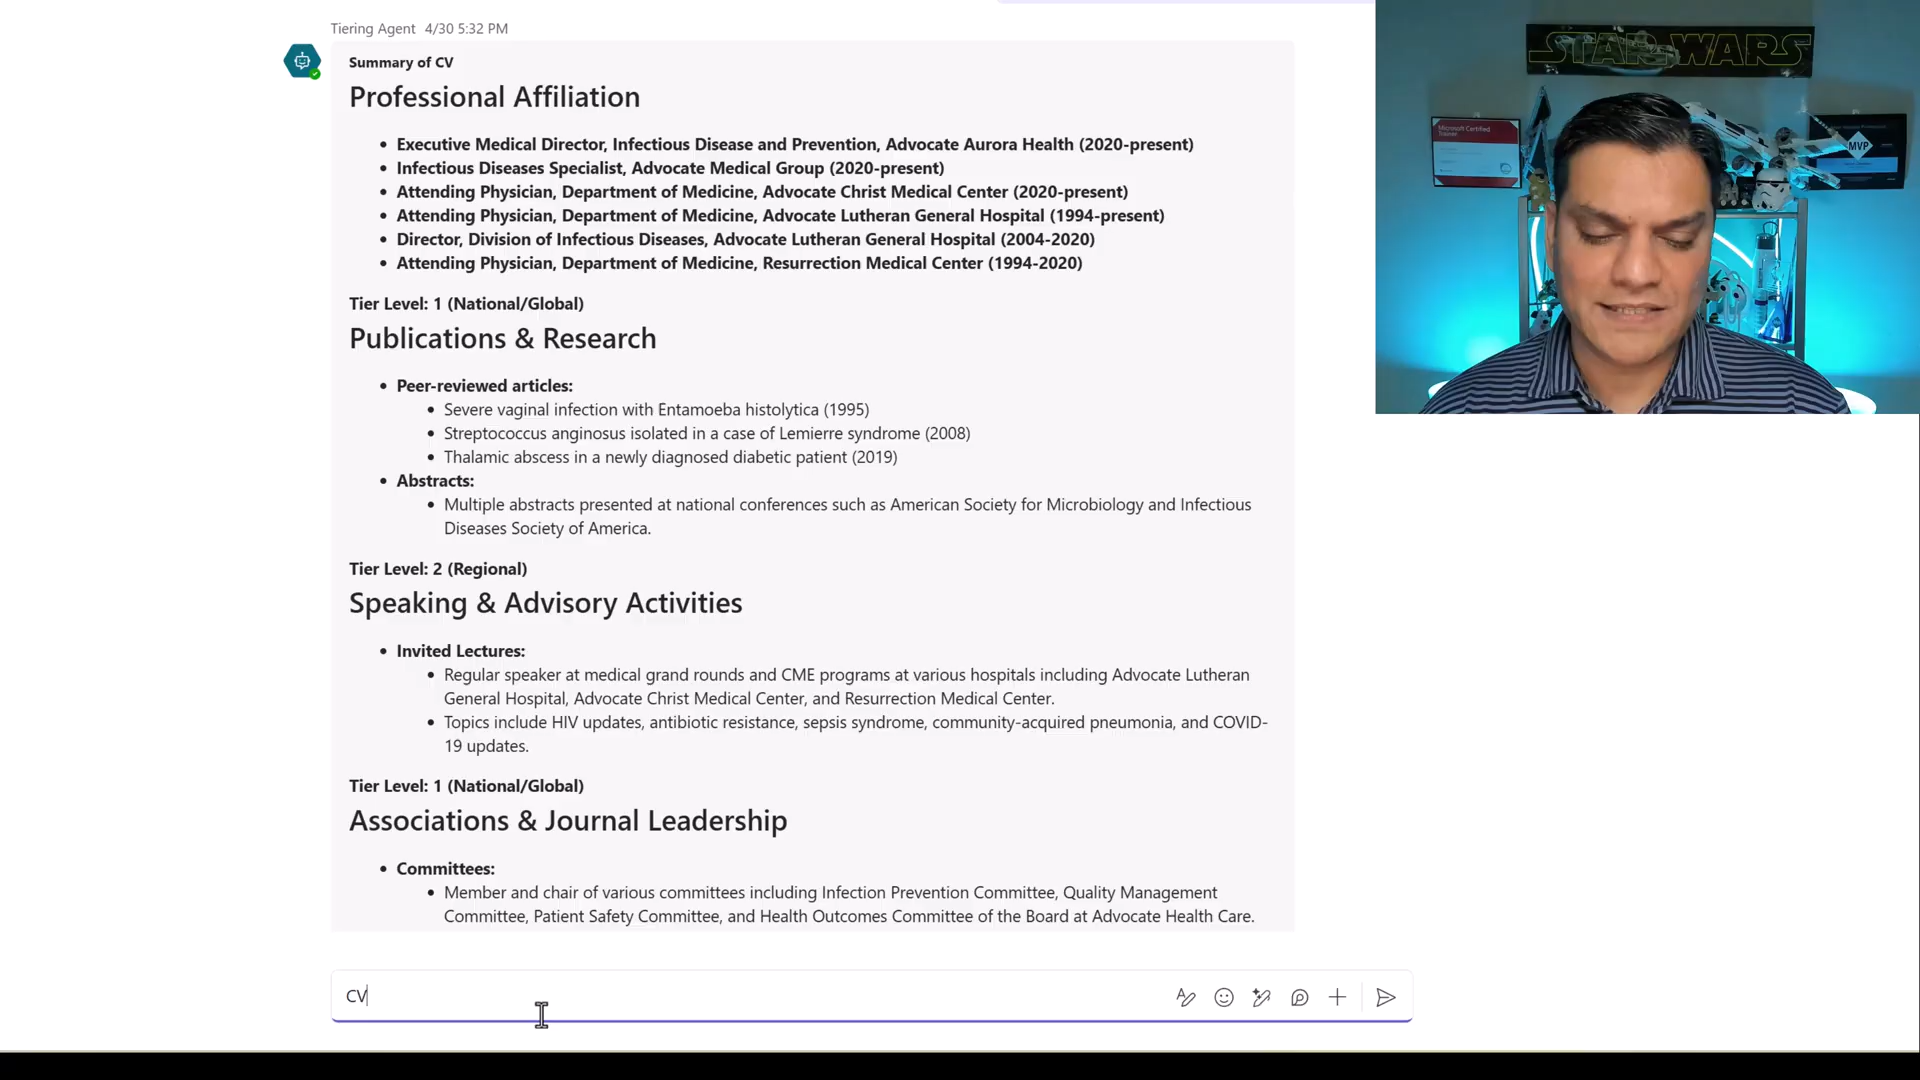 Tiering Agent 4/30 5:32 PM
Summary of CV
Professional Affiliation
• Executive Medical Director, Infectious Disease and Prevention, Advocate Aurora Health (2020-present)
• Infectious Diseases Specialist, Advocate Medical Group (2020-present)
• Attending Physician, Department of Medicine, Advocate Christ Medical Center (2020-present)
• Attending Physician, Department of Medicine, Advocate Lutheran General Hospital (1994-present)
• Director, Division of Infectious Diseases, Advocate Lutheran General Hospital (2004-2020)
• Attending Physician, Department of Medicine, Resurrection Medical Center (1994-2020)
Tier Level: 1 (National/Global)
Publications & Research
• Peer-reviewed articles:
• Severe vaginal infection with Entamoeba histolytica (1995)
• Streptococcus anginosus isolated in a case of Lemierre syndrome (2008)
• Thalamic abscess in a newly diagnosed diabetic patient (2019)
• Abstracts:
• Multiple abstracts presented at national conferences such as American Society for Microbiology and Infectious
Diseases Society of America.
Tier Level: 2 (Regional)
Speaking & Advisory Activities
• Invited Lectures:
• Regular speaker at medical grand rounds and CME programs at various hospitals including Advocate Lutheran
General Hospital, Advocate Christ Medical Center, and Resurrection Medical Center.
• Topics include HIV updates, antibiotic resistance, sepsis syndrome, community-acquired pneumonia, and COVID-
19 updates.
Tier Level: 1 (National/Global)
Associations & Journal Leadership
• Committees:
• Member and chair of various committees including Infection Prevention Committee, Quality Management
Committee, Patient Safety Committee, and Health Outcomes Committee of the Board at Advocate Health Care.
CV
STAR WARS
Microsoft Certified
Trainer
MVP